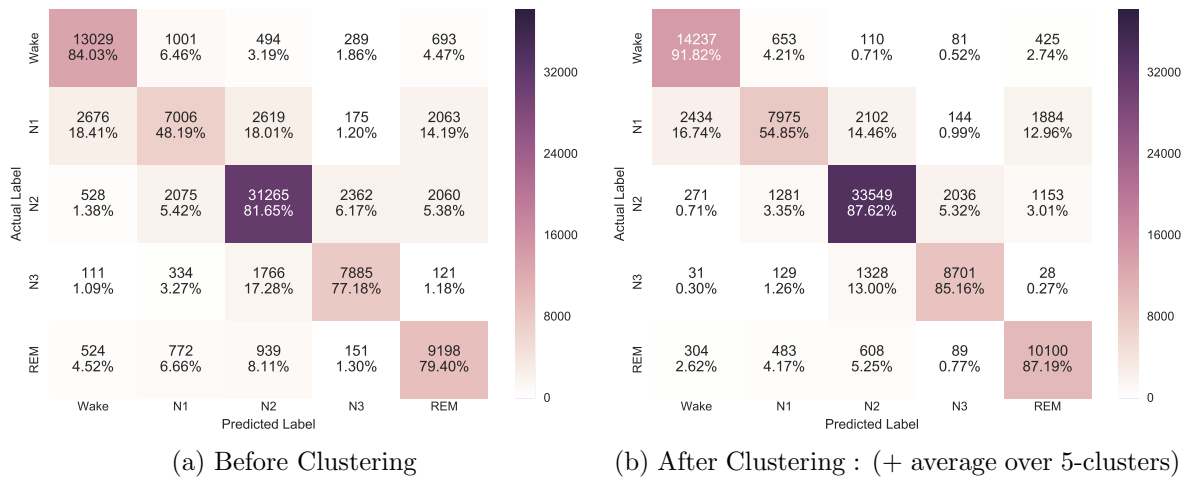 Actual Label
Wake
N1
N2
N3
REM
13029 1001 494 289 693
84.03% 6.46% 3.19% 1.86% 4.47%
2676 7006 2619 175 2063
18.41% 48.19% 18.01% 1.20% 14.19%
528 2075 31265 2362 2060
1.38% 5.42% 81.65% 6.17% 5.38%
111 334 1766 7885 121
1.09% 3.27% 17.28% 77.18% 1.18%
524 772 939 151 9198
4.52% 6.66% 8.11% 1.30% 79.40%
Wake N1 N2 N3 REM
Predicted Label
32000
24000
16000
8000
0
(a) Before Clustering
Actual Label
Wake
N1
N2
N3
REM
14237 653 110 81 425
91.82% 4.21% 0.71% 0.52% 2.74%
2434 7975 2102 144 1884
16.74% 54.85% 14.46% 0.99% 12.96%
271 1281 33549 2036 1153
0.71% 3.35% 87.62% 5.32% 3.01%
31 129 1328 8701 28
0.30% 1.26% 13.00% 85.16% 0.27%
304 483 608 89 10100
2.62% 4.17% 5.25% 0.77% 87.19%
Wake N1 N2 N3 REM
Predicted Label
32000
24000
16000
8000
0
(b) After Clustering : (+ average over 5-clusters)